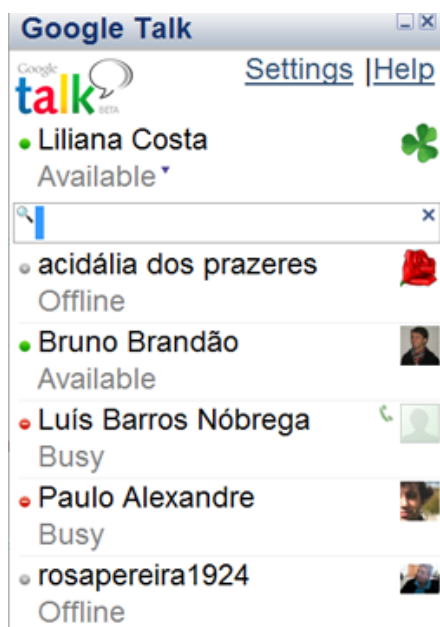 Google Talk
Google
talk
BETA
Settings |Help
Liliana Costa
Available
acidália dos prazeres
Offline
Bruno Brandão
Available
Luís Barros Nóbrega
Busy
Paulo Alexandre
Busy
rosapereira1924
Offline